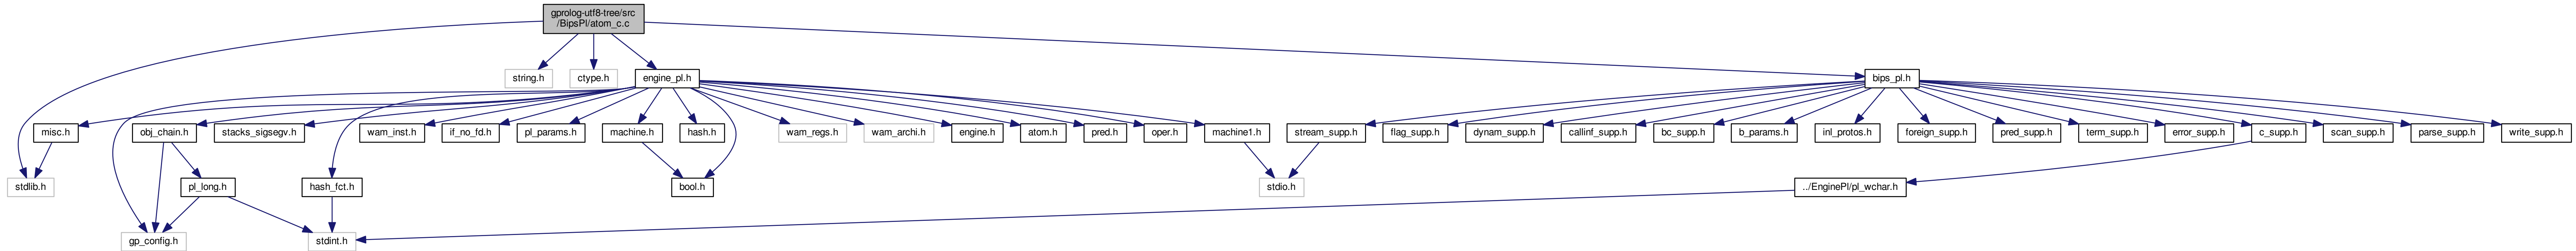 gprolog-utf8-tree/src
/BipsPl/atom_c.c
string.h
ctype.h
engine_pl.h
bips_pl.h
misc.h
obj_chain.h
stacks_sigsegv.h
wam_inst.h
if_no_fd.h
pl_params.h
machine.h
hash.h
wam_regs.h
wam_archi.h
engine.h
atom.h
pred.h
oper.h
machine1.h
stream_supp.h
flag_supp.h
dynam_supp.h
callinf_supp.h
bc_supp.h
b_params.h
inl_protos.h
foreign_supp.h
pred_supp.h
term_supp.h
error_supp.h
c_supp.h
scan_supp.h
parse_supp.h
write_supp.h
stdlib.h
pl_long.h
hash_fct.h
bool.h
stdio.h
../EnginePl/pl_wchar.h
gp_config.h
stdint.h